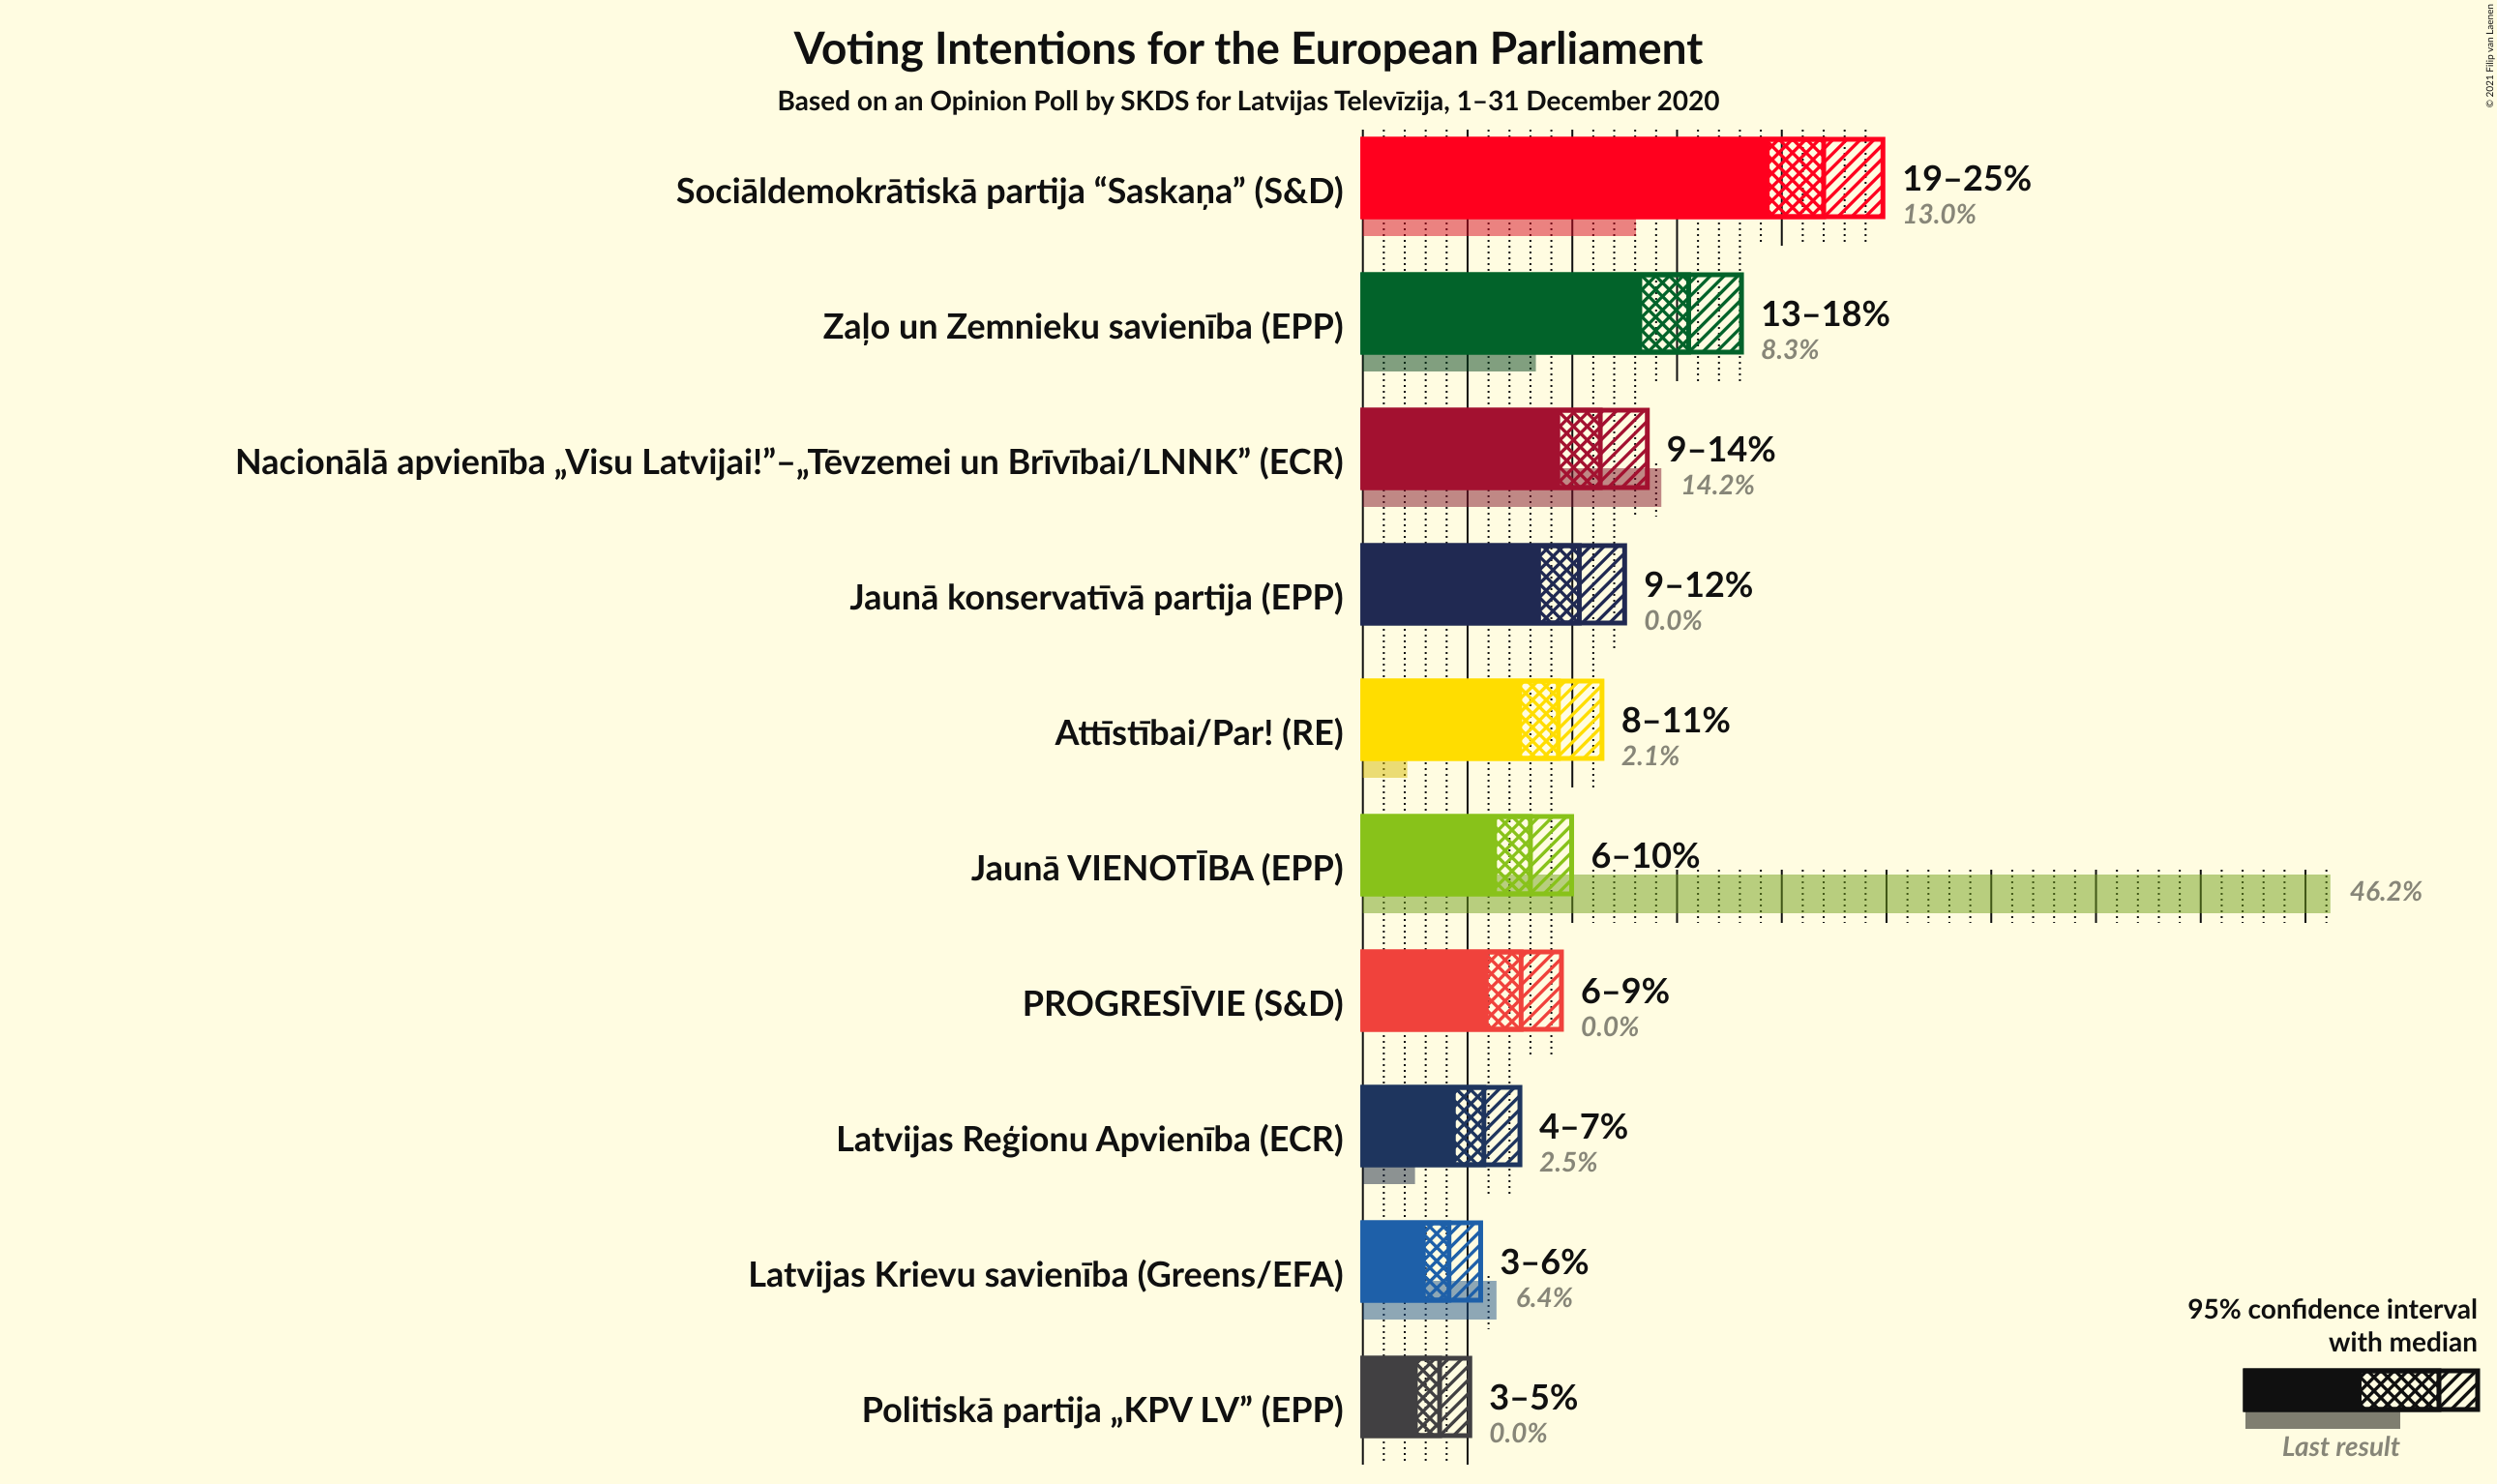 Voting Intentions for the European Parliament
Based on an Opinion Poll by SKDS for Latvijas Televīzija, 1–31 December 2020
© 2021 Filip van Laenen
Sociāldemokrātiskā partija “Saskaņa” (S&D)
19–25%
13.0%
Zaļo un Zemnieku savienība (EPP)
13–18%
8.3%
Nacionālā apvienība „Visu Latvijai!”–„Tēvzemei un Brīvībai/LNNK” (ECR)
9–14%
14.2%
Jaunā konservatīvā partija (EPP)
9–12%
0.0%
Attīstībai/Par! (RE)
8–11%
2.1%
Jaunā VIENOTĪBA (EPP)
6–10%
46.2%
PROGRESĪVIE (S&D)
6–9%
0.0%
Latvijas Reģionu Apvienība (ECR)
4–7%
2.5%
Latvijas Krievu savienība (Greens/EFA)
3–6%
6.4%
Politiskā partija „KPV LV” (EPP)
3–5%
0.0%
95% confidence interval
with median
Last result